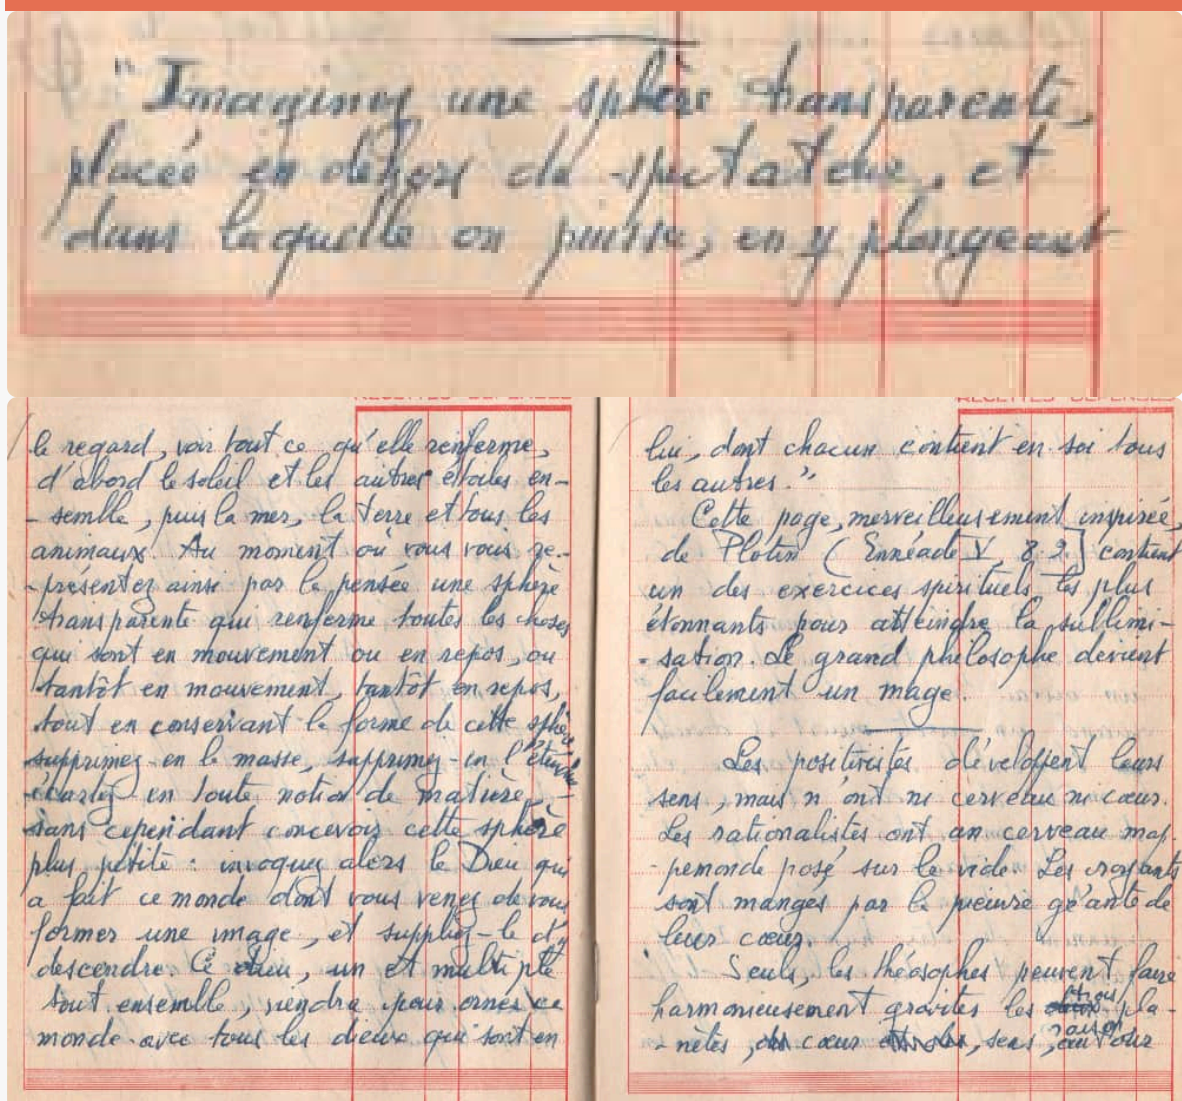 "Imaginez une sphère transparente,
placée en dehors du spectateur, et
dans laquelle on puisse, en y plongeant
RECETTES DEPENSES
le regard, voir tout ce qu'elle renferme,
d'abord le soleil et les autres étoiles en-
- semble, puis la mer, la terre et tous les
animaux. Au moment où vous vous re-
- présentez ainsi par la pensée une sphère
transparente qui renferme toutes les choses
qui sont en mouvement ou en repos, ou
tantôt en mouvement, tantôt en repos,
tout en conservant la forme de cette sphère
supprimez-en la masse, supprimez-en l'étendue
écartez-en toute notion de matière,
sans cependant concevoir cette sphère
plus petite : invoquez alors le Dieu qui
a fait ce monde dont vous venez de vous
former une image, et suppliez-le d'y
descendre. Ce dieu, un et multiple
tout ensemble, viendra pour orner ce
monde avec tous les dieux qui sont en
RECETTES DEPENSES
lui, dont chacun contient en soi tous
les autres."
Cette page, merveilleusement inspirée,
de Plotin (Ennéade V 8.9.] contient
un des exercices spirituels les plus
étonnants pour atteindre la sublimi-
- sation. Le grand philosophe devient
facilement un mage.
Les positivistes développent leurs
sens, mais n'ont ni cerveau ni cœur.
Les rationalistes ont un cerveau map-
- pemonde posé sur le vide. Les croyants
sont mangés par la pieuvre géante de
leur cœur.
Seuls, les théosophes peuvent faire
harmonieusement graviter les trois pla-
- nètes, cœur, sens, raison autour